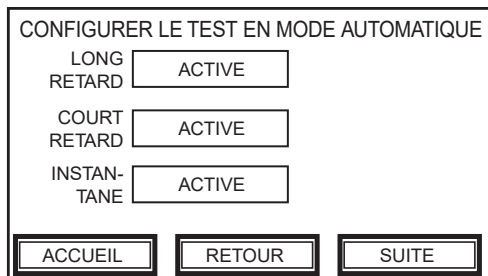 CONFIGURER LE TEST EN MODE AUTOMATIQUE
LONG
RETARD
ACTIVE
COURT
RETARD
ACTIVE
INSTAN-
TANE
ACTIVE
ACCUEIL
RETOUR
SUITE